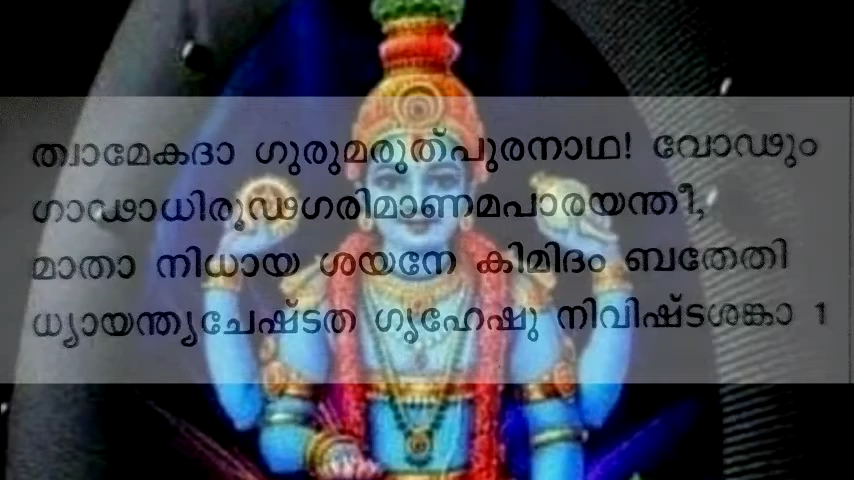 ത്വാമേകദാ ഗുരുമരുത്പുരനാഥ! വോഢും
ഗാഢാധിരൂഢഗരിമാണമപാരയന്തീ,
മാതാ നിധായ ശയനേ കിമിദം ബതേതി
ധ്യായന്ത്യചേഷ്ടത ഗൃഹേഷു നിവിഷ്ടശങ്കാ 1